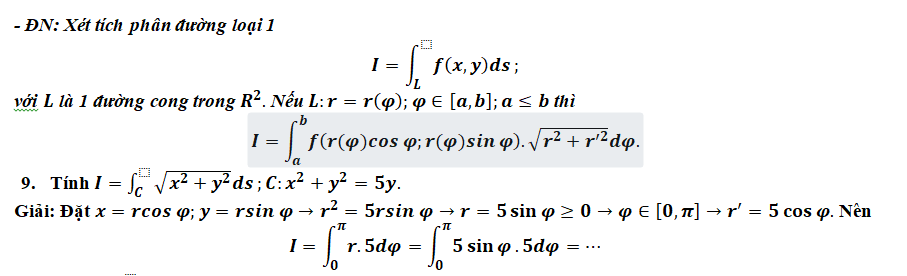 - ĐN: Xét tích phân đường loại 1
I = ∫_L f(x, y)ds ;
với L là 1 đường cong trong R². Nếu L: r = r(φ); φ ∈ [a, b]; a ≤ b thì
I = ∫_a^b f(r(φ)cos φ; r(φ)sin φ). √(r² + r′²)dφ.
9. Tính I = ∫_C √(x² + y²) ds ; C: x² + y² = 5y.
Giải: Đặt x = rcos φ; y = rsin φ → r² = 5rsin φ → r = 5 sin φ ≥ 0 → φ ∈ [0, π] → r′ = 5 cos φ. Nên
I = ∫_0^π r. 5dφ = ∫_0^π 5 sin φ . 5dφ = ⋯